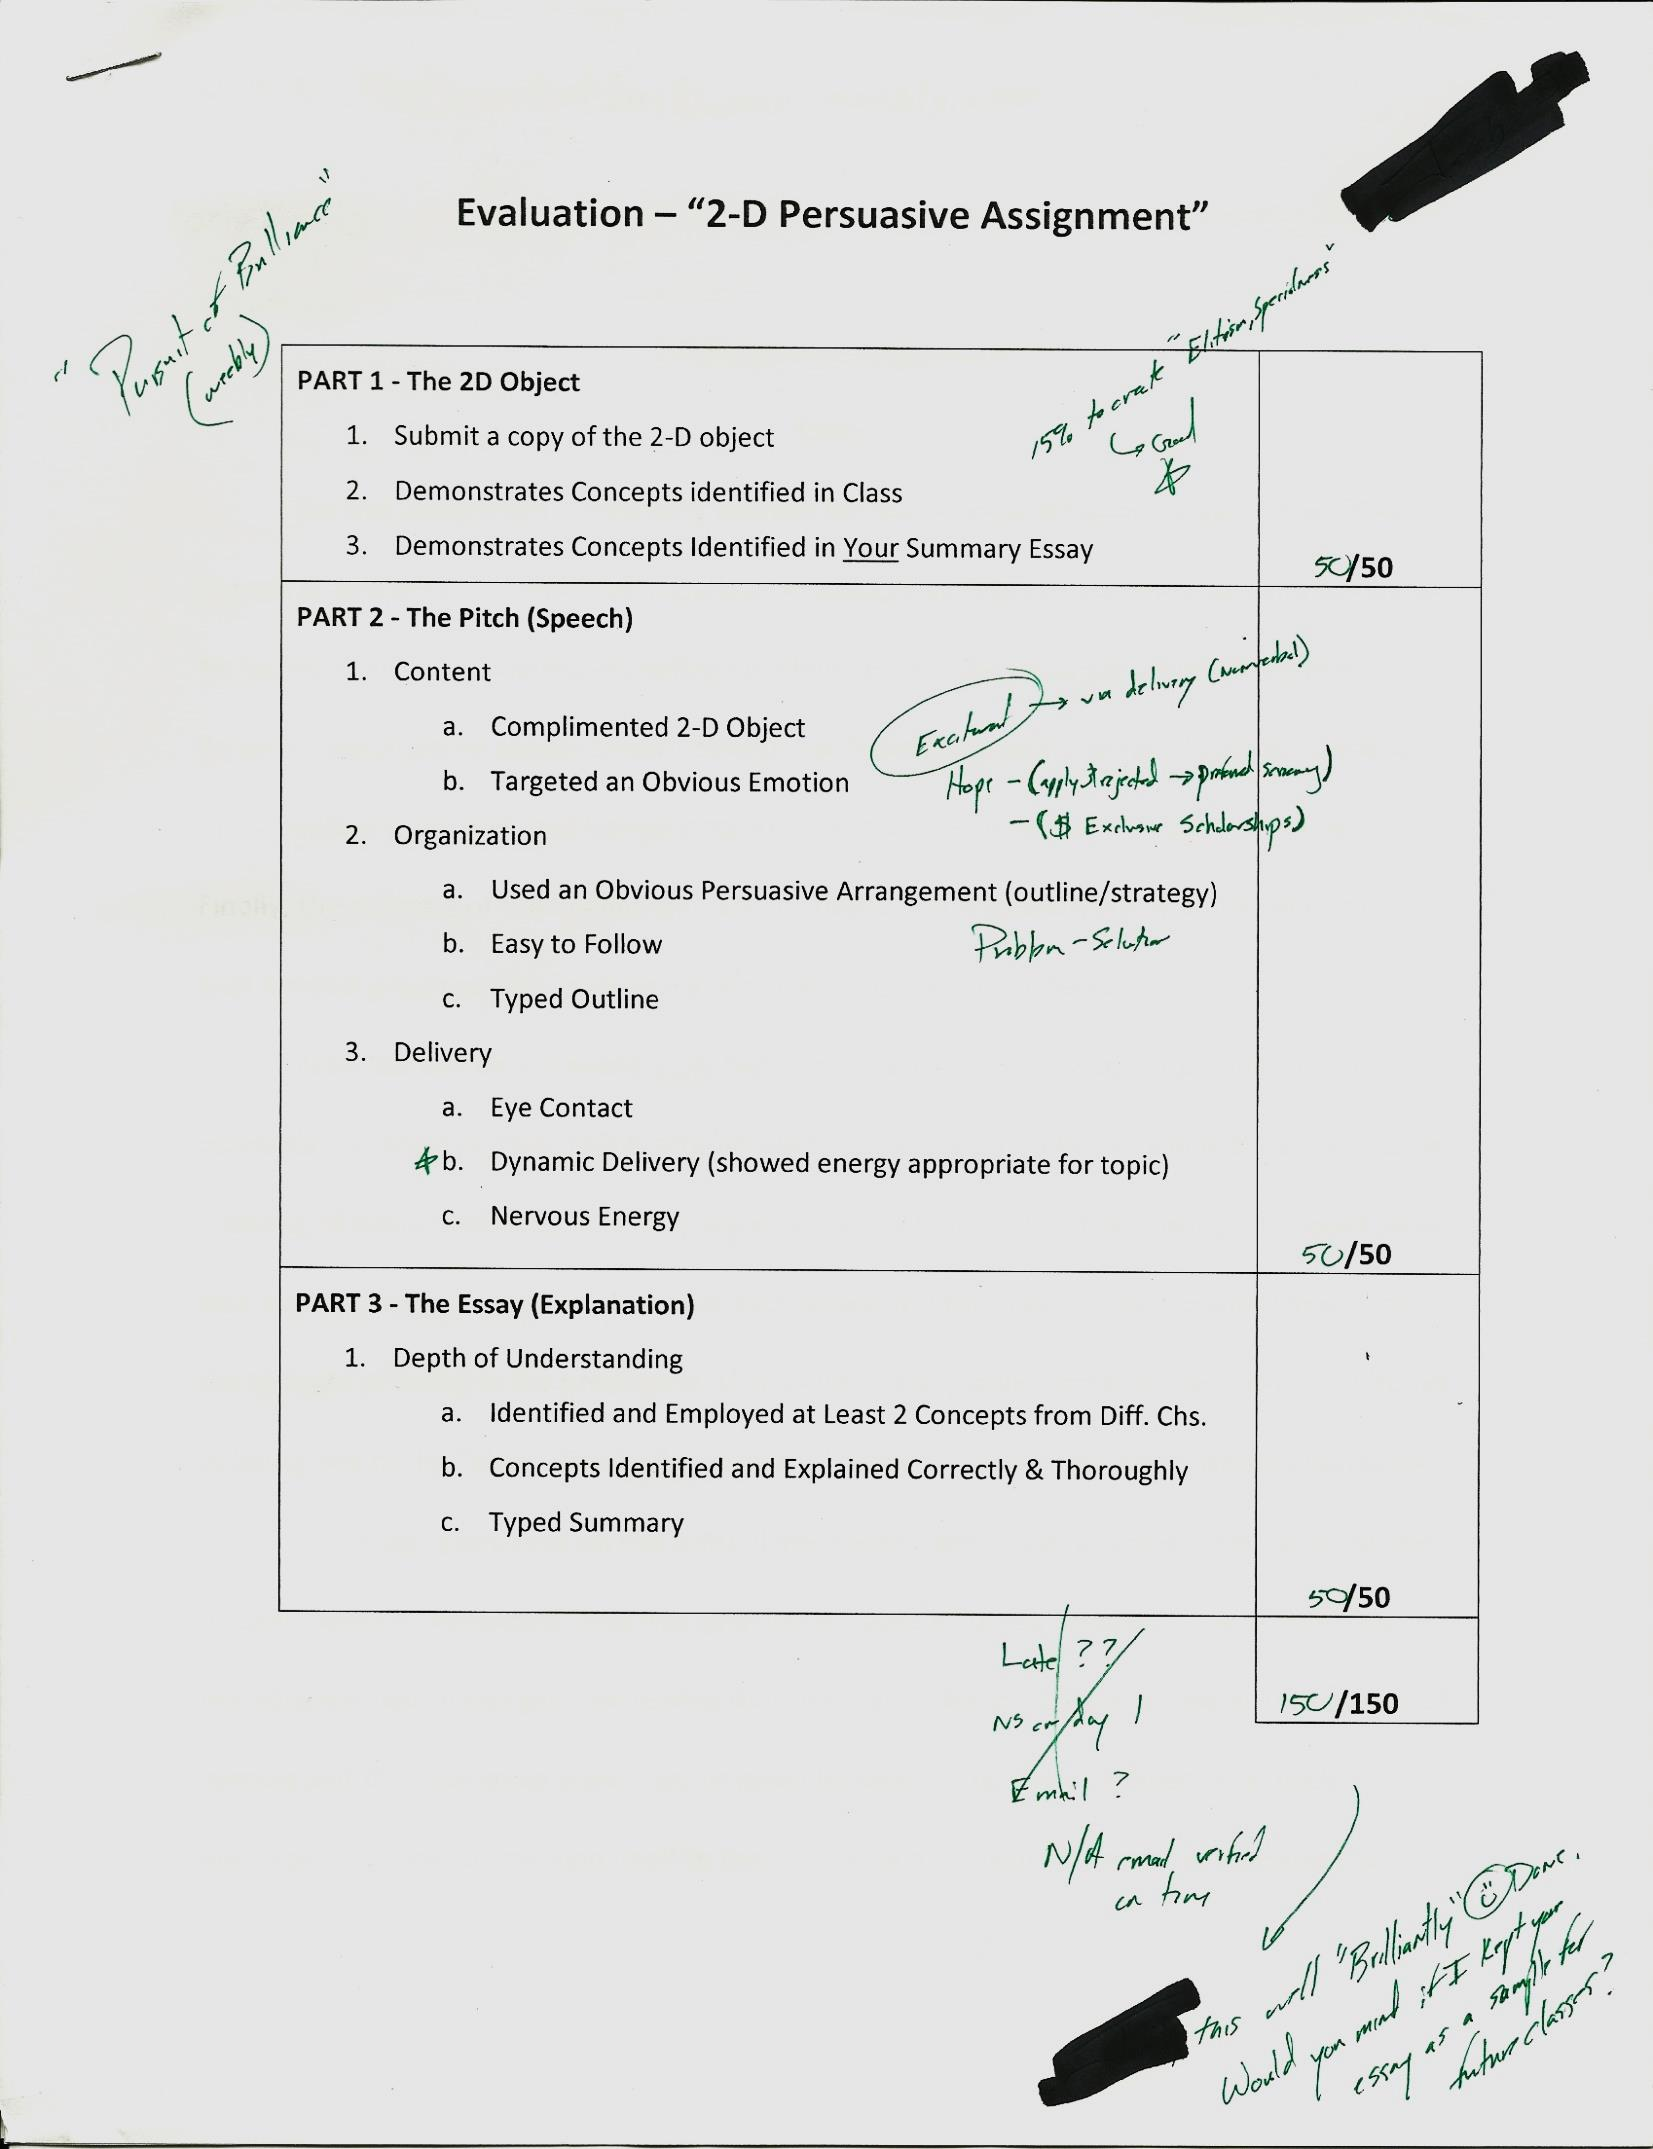 Evaluation – “2-D Persuasive Assignment”
"Pursuit of Brilliance"
(weebly)
15% to create "Elitism, Specialness"
↳ Good
PART 1 - The 2D Object
1. Submit a copy of the 2-D object
2. Demonstrates Concepts identified in Class
3. Demonstrates Concepts Identified in Your Summary Essay
50/50
PART 2 - The Pitch (Speech)
1. Content
→ via delivery (nonverbal)
a. Complimented 2-D Object
b. Targeted an Obvious Emotion
Hope - (apply & rejected →
- ($ Exclusive Scholarships)
2. Organization
a. Used an Obvious Persuasive Arrangement (outline/strategy)
b. Easy to Follow
Problem - Solution
c. Typed Outline
3. Delivery
a. Eye Contact
b. Dynamic Delivery (showed energy appropriate for topic)
c. Nervous Energy
50/50
PART 3 - The Essay (Explanation)
1. Depth of Understanding
a. Identified and Employed at Least 2 Concepts from Diff. Chs.
b. Concepts Identified and Explained Correctly & Thoroughly
c. Typed Summary
50/50
Late ??
150/150
NS on day 1
Email ?
N/A email verified
on time
this well "Brilliantly" Done.
Would you mind if I kept your
essay as a sample for
future classes?